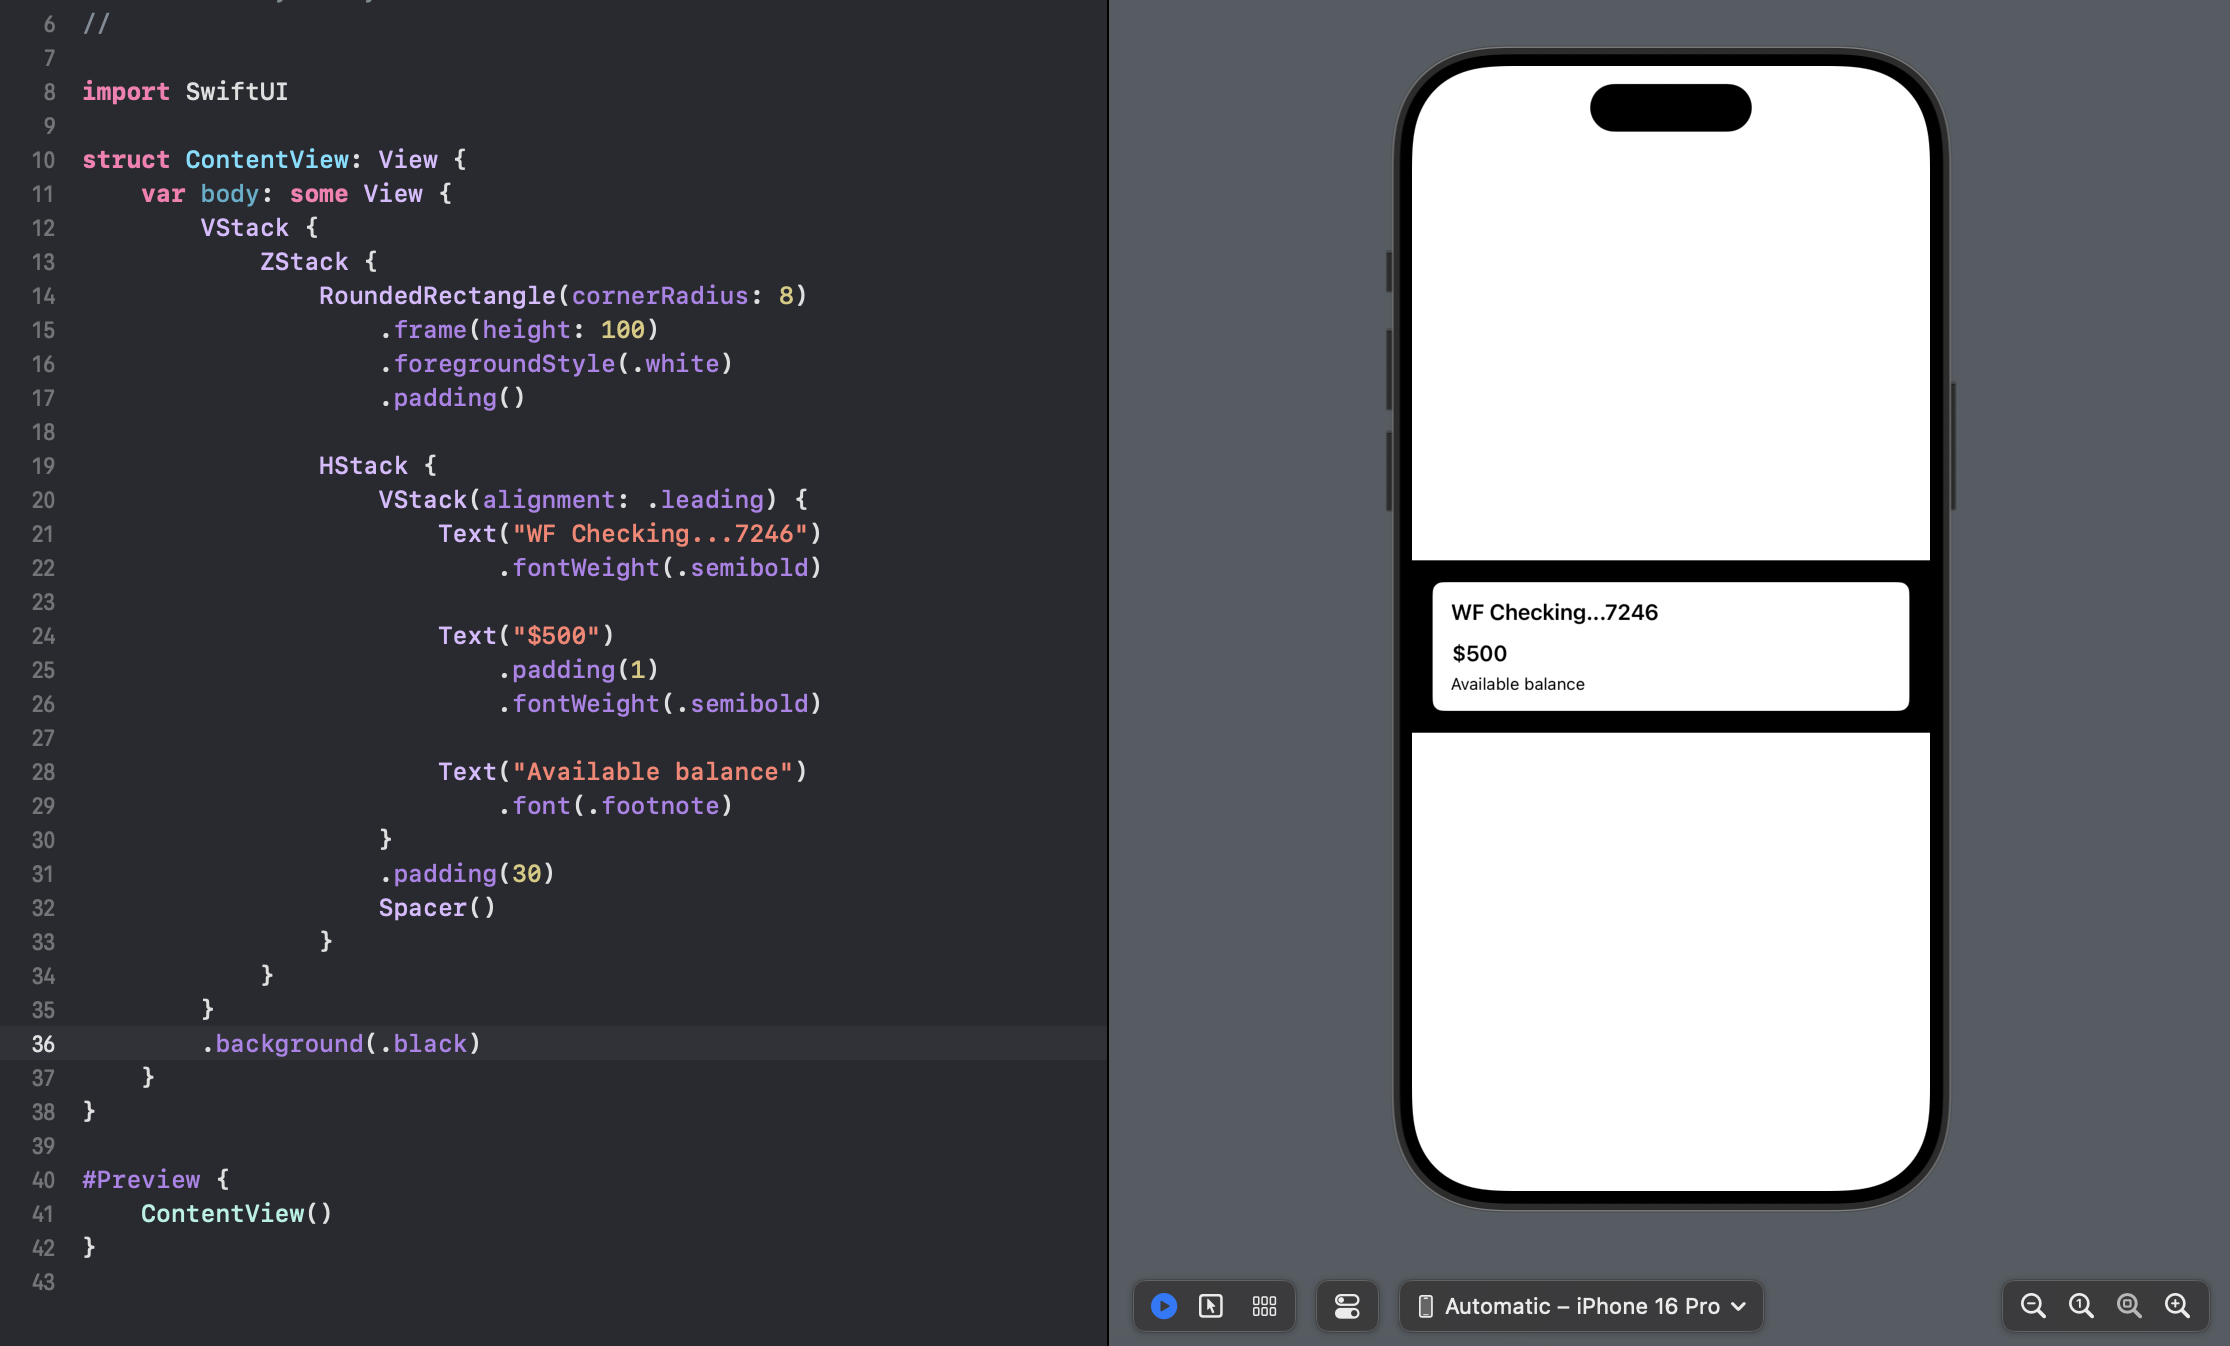 6 //
7
8 import SwiftUI
9
10 struct ContentView: View {
11     var body: some View {
12         VStack {
13             ZStack {
14                 RoundedRectangle(cornerRadius: 8)
15                     .frame(height: 100)
16                     .foregroundStyle(.white)
17                     .padding()
18
19                 HStack {
20                     VStack(alignment: .leading) {
21                         Text("WF Checking...7246")
22                             .fontWeight(.semibold)
23
24                         Text("$500")
25                             .padding(1)
26                             .fontWeight(.semibold)
27
28                         Text("Available balance")
29                             .font(.footnote)
30                     }
31                     .padding(30)
32                     Spacer()
33                 }
34             }
35         }
36         .background(.black)
37     }
38 }
39
40 #Preview {
41     ContentView()
42 }
43
WF Checking...7246
$500
Available balance
Automatic – iPhone 16 Pro